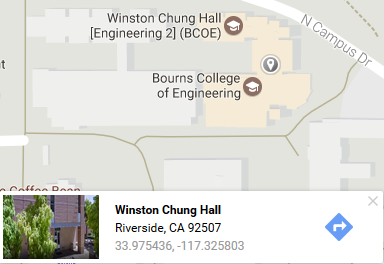 Winston Chung Hall
[Engineering 2] (BCOE)
N Campus Dr
nt
Bourns College
of Engineering
e Coffee Bean
Winston Chung Hall
Riverside, CA 92507
33.975436, -117.325803